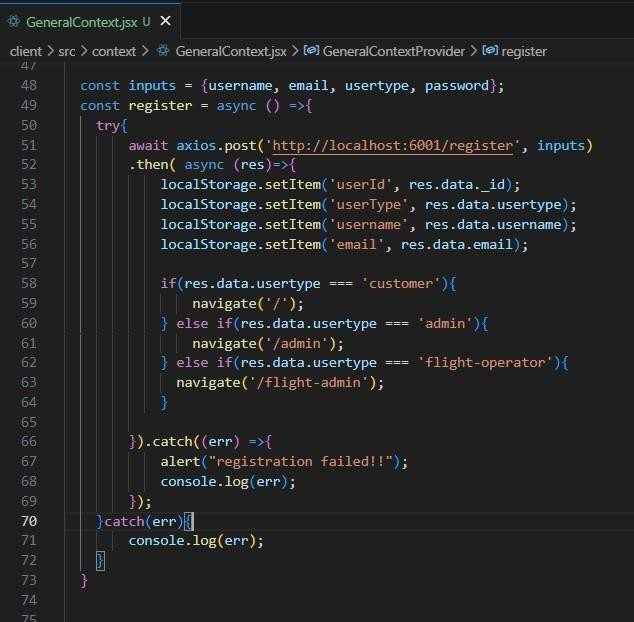 GeneralContext.jsx U ×
client > src > context > GeneralContext.jsx > GeneralContextProvider > register
47
48 const inputs = {username, email, usertype, password};
49 const register = async () =>{
50 try{
51 await axios.post('http://localhost:6001/register', inputs)
52 .then( async (res)=>{
53 localStorage.setItem('userId', res.data._id);
54 localStorage.setItem('userType', res.data.usertype);
55 localStorage.setItem('username', res.data.username);
56 localStorage.setItem('email', res.data.email);
57
58 if(res.data.usertype === 'customer'){
59 navigate('/');
60 } else if(res.data.usertype === 'admin'){
61 navigate('/admin');
62 } else if(res.data.usertype === 'flight-operator'){
63 navigate('/flight-admin');
64 }
65
66 }).catch((err) =>{
67 alert("registration failed!!");
68 console.log(err);
69 });
70 }catch(err){
71 console.log(err);
72 }
73 }
74
75